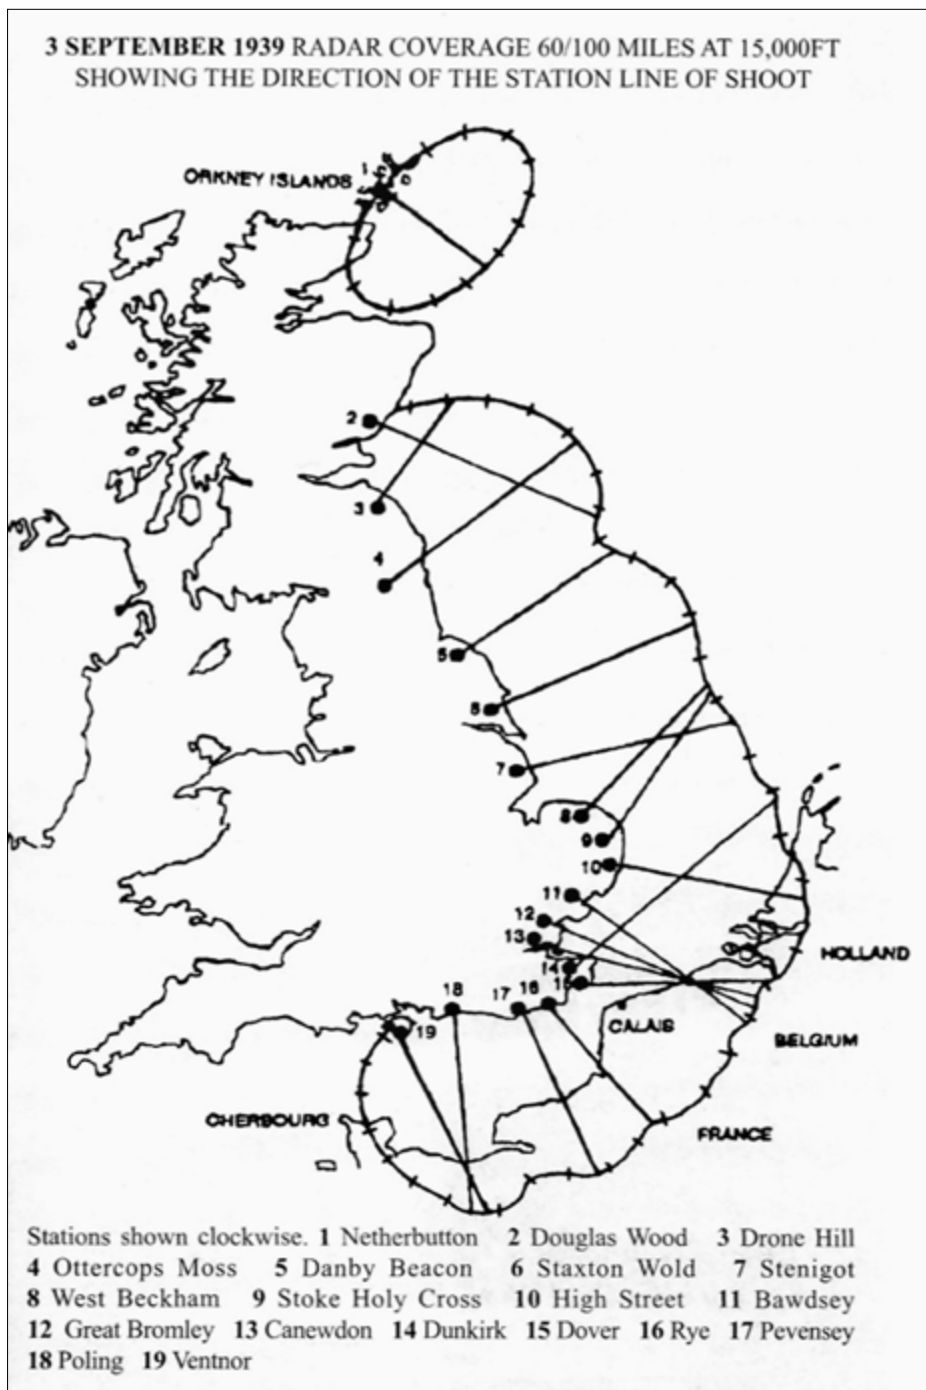 3 SEPTEMBER 1939 RADAR COVERAGE 60/100 MILES AT 15,000FT
SHOWING THE DIRECTION OF THE STATION LINE OF SHOOT
1
ORKNEY ISLANDS
2
3
4
5
6
7
8
9
10
11
12
13
HOLLAND
14
15
18
17
16
CALAIS
19
BELGIUM
CHERBOURG
FRANCE
Stations shown clockwise. 1 Netherbutton 2 Douglas Wood 3 Drone Hill
4 Ottercops Moss 5 Danby Beacon 6 Staxton Wold 7 Stenigot
8 West Beckham 9 Stoke Holy Cross 10 High Street 11 Bawdsey
12 Great Bromley 13 Canewdon 14 Dunkirk 15 Dover 16 Rye 17 Pevensey
18 Poling 19 Ventnor